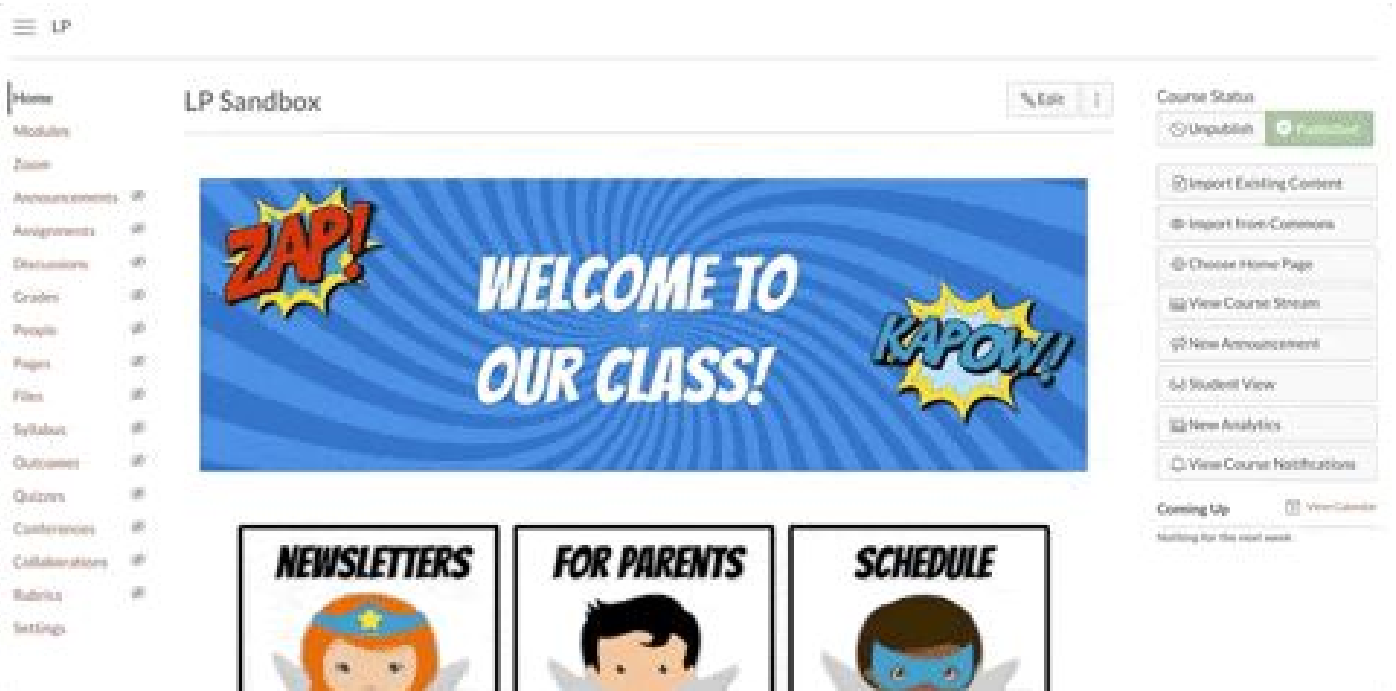 LP
Home
Modules
Zoom
Announcements
Assignments
Discussions
Grades
People
Pages
Files
Syllabus
Outcomes
Quizzes
Conferences
Collaborations
Rubrics
Settings
LP Sandbox
Edit
ZAP!
WELCOME TO
OUR CLASS!
KAPOW!
NEWSLETTERS
FOR PARENTS
SCHEDULE
Course Status
Unpublish
Published
Import Existing Content
Import from Commons
Choose Home Page
View Course Stream
New Announcement
Student View
New Analytics
View Course Notifications
Coming Up
View Calendar
Nothing for the next week